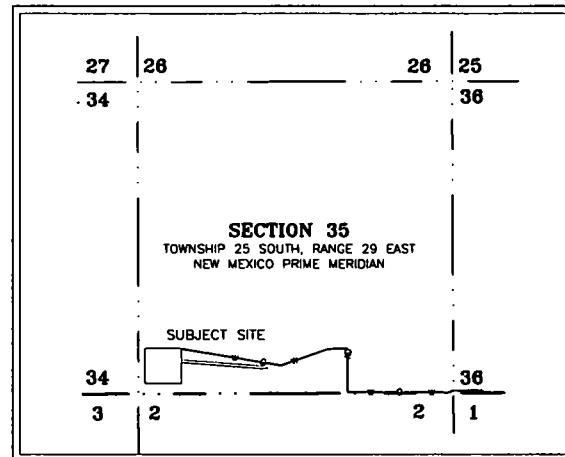 27 26 26 25
34 36
SECTION 35
TOWNSHIP 25 SOUTH, RANGE 29 EAST
NEW MEXICO PRIME MERIDIAN
SUBJECT SITE
34 36
3 2 2 1